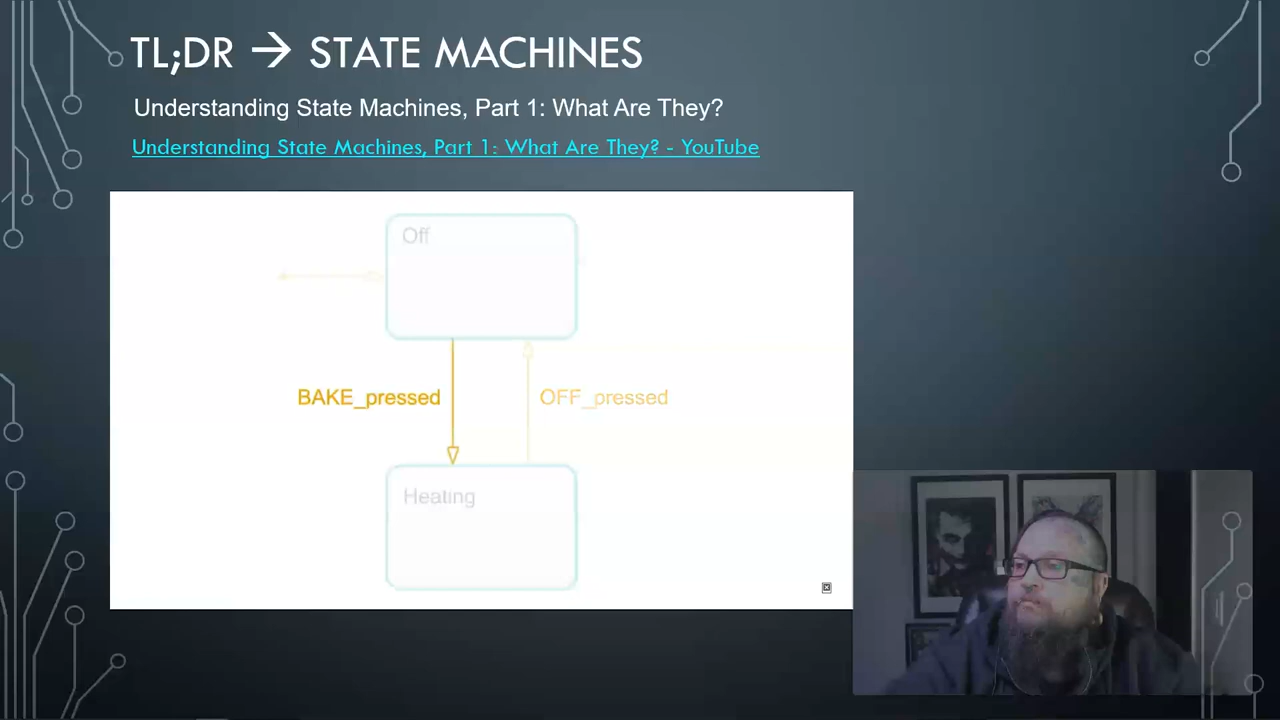 TL;DR → STATE MACHINES
Understanding State Machines, Part 1: What Are They?
Understanding State Machines, Part 1: What Are They? - YouTube
Off
BAKE_pressed
OFF_pressed
Heating